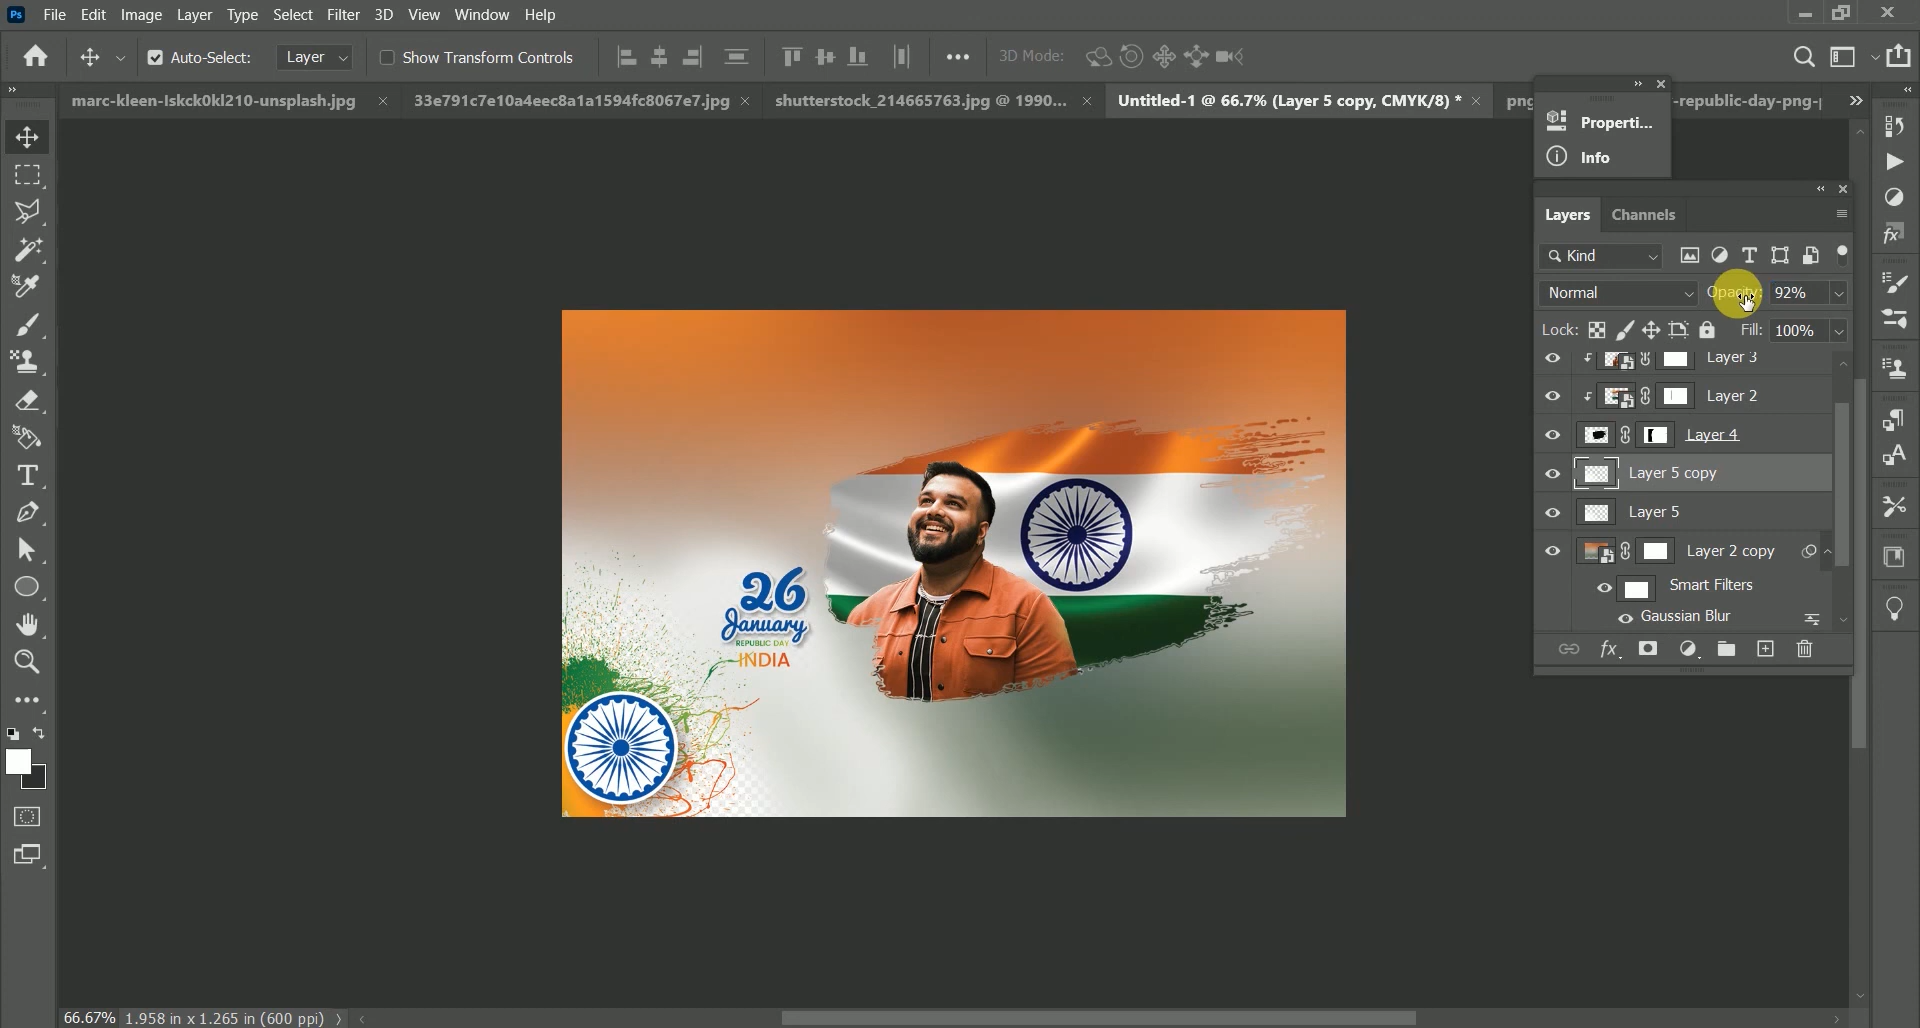 Ps File Edit Image Layer Type Select Filter 3D View Window Help
Auto-Select: Layer Show Transform Controls 3D Mode:
marc-kleen-Iskck0kl210-unsplash.jpg 33e791c7e10a4eec8a1a1594fc8067e7.jpg shutterstock_214665763.jpg @ 1990... Untitled-1 @ 66.7% (Layer 5 copy, CMYK/8) * png -republic-day-png-
Properti...
Info
Layers Channels
Kind
Normal Opacity: 92%
Lock: Fill: 100%
Layer 3
Layer 2
Layer 4
Layer 5 copy
Layer 5
Layer 2 copy
Smart Filters
Gaussian Blur
fx
26
January
REPUBLIC DAY
INDIA
66.67% 1.958 in x 1.265 in (600 ppi)